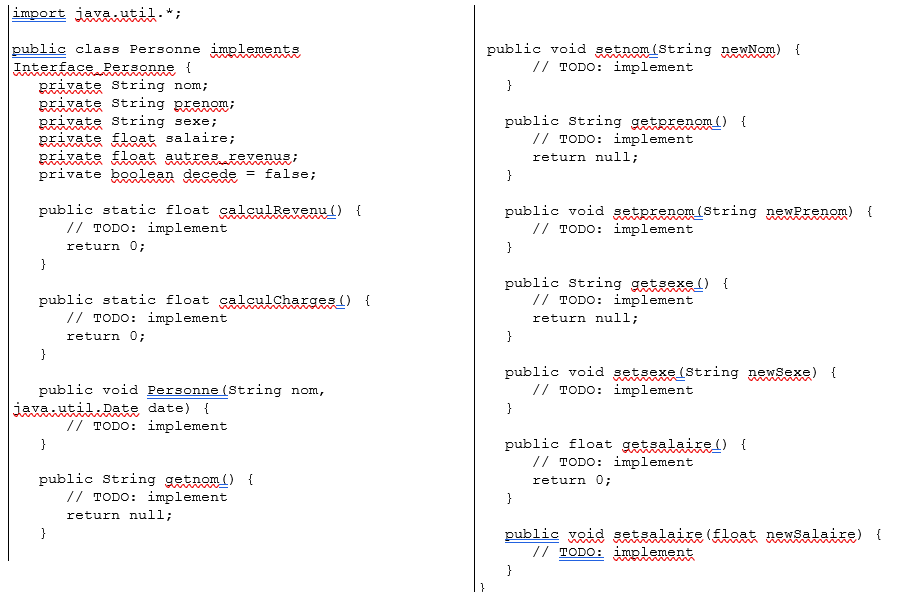 import java.util.*;
public class Personne implements
Interface_Personne {
private String nom;
private String prenom;
private String sexe;
private float salaire;
private float autres_revenus;
private boolean decede = false;
public static float calculRevenu() {
// TODO: implement
return 0;
}
public static float calculCharges() {
// TODO: implement
return 0;
}
public void Personne(String nom,
java.util.Date date) {
// TODO: implement
}
public String getnom() {
// TODO: implement
return null;
}
public void setnom(String newNom) {
// TODO: implement
}
public String getprenom() {
// TODO: implement
return null;
}
public void setprenom(String newPrenom) {
// TODO: implement
}
public String getsexe() {
// TODO: implement
return null;
}
public void setsexe(String newSexe) {
// TODO: implement
}
public float getsalaire() {
// TODO: implement
return 0;
}
public void setsalaire(float newSalaire) {
// TODO: implement
}
}